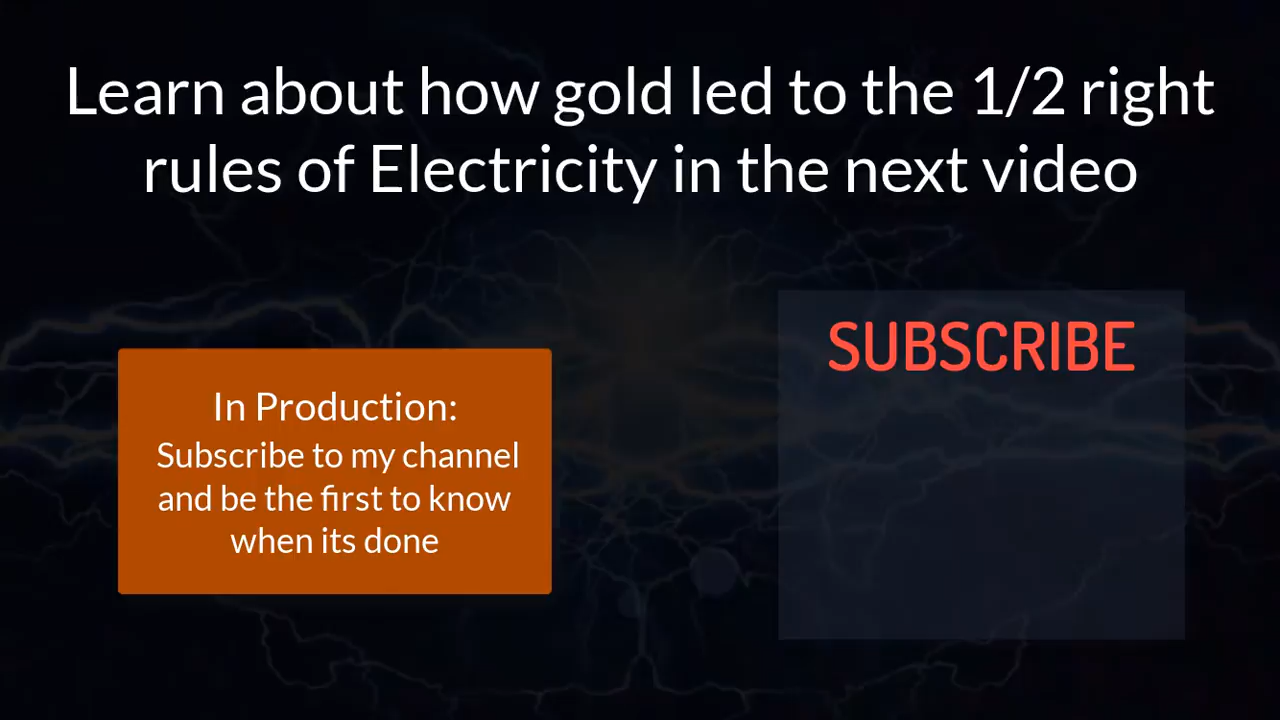 Learn about how gold led to the 1/2 right
rules of Electricity in the next video
In Production:
Subscribe to my channel
and be the first to know
when its done
SUBSCRIBE